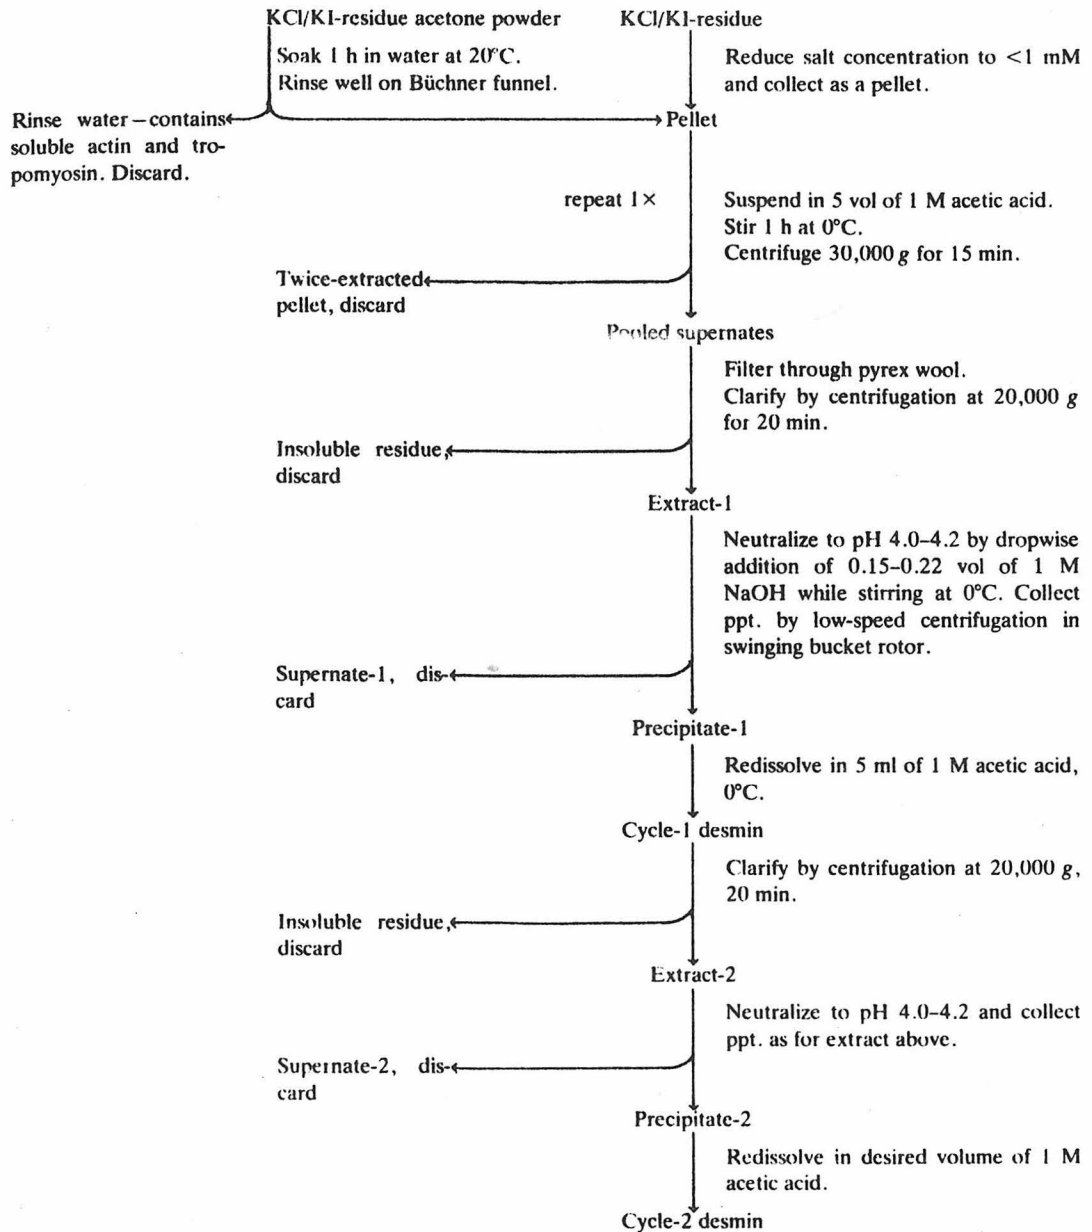 KCl/KI-residue acetone powder
KCl/KI-residue
Soak 1 h in water at 20°C.
Rinse well on Büchner funnel.
Reduce salt concentration to <1 mM
and collect as a pellet.
Rinse water—contains
soluble actin and tro-
pomyosin. Discard.
Pellet
repeat 1×
Suspend in 5 vol of 1 M acetic acid.
Stir 1 h at 0°C.
Centrifuge 30,000 g for 15 min.
Twice-extracted
pellet, discard
Pooled supernates
Filter through pyrex wool.
Clarify by centrifugation at 20,000 g
for 20 min.
Insoluble residue,
discard
Extract-1
Neutralize to pH 4.0–4.2 by dropwise
addition of 0.15–0.22 vol of 1 M
NaOH while stirring at 0°C. Collect
ppt. by low-speed centrifugation in
swinging bucket rotor.
Supernate-1, dis-
card
Precipitate-1
Redissolve in 5 ml of 1 M acetic acid,
0°C.
Cycle-1 desmin
Clarify by centrifugation at 20,000 g,
20 min.
Insoluble residue,
discard
Extract-2
Neutralize to pH 4.0–4.2 and collect
ppt. as for extract above.
Supernate-2, dis-
card
Precipitate-2
Redissolve in desired volume of 1 M
acetic acid.
Cycle-2 desmin